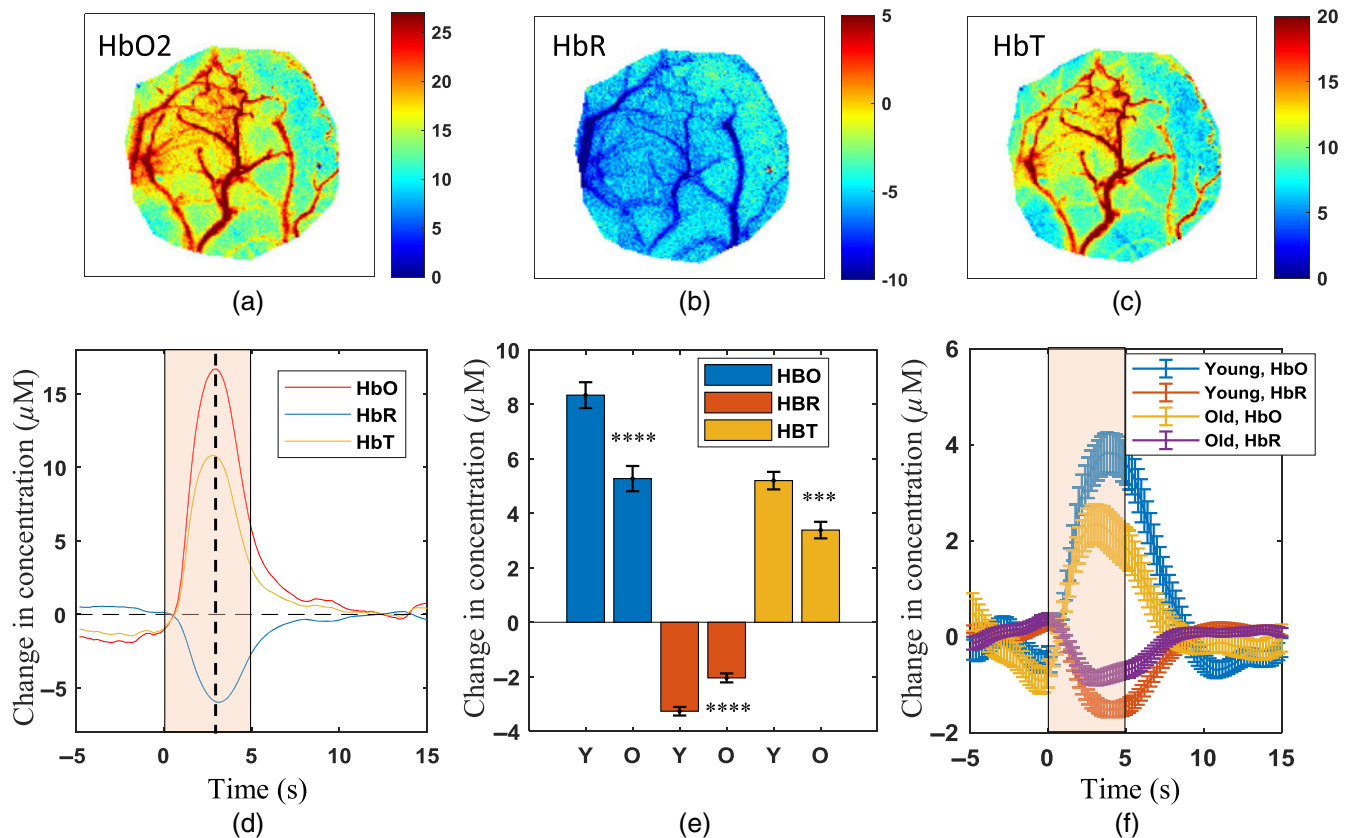 HbO2
25
20
15
10
5
0
(a)
HbR
5
0
-5
-10
(b)
HbT
20
15
10
5
0
(c)
Change in concentration (μM)
15
10
5
0
−5
−5 0 5 10 15
Time (s)
HbO
HbR
HbT
(d)
Change in concentration (μM)
10
8
6
4
2
0
−2
−4
HBO
HBR
HBT
****
****
***
Y O Y O Y O
(e)
Change in concentration (μM)
6
4
2
0
−2
Young, HbO
Young, HbR
Old, HbO
Old, HbR
−5 0 5 10 15
Time (s)
(f)